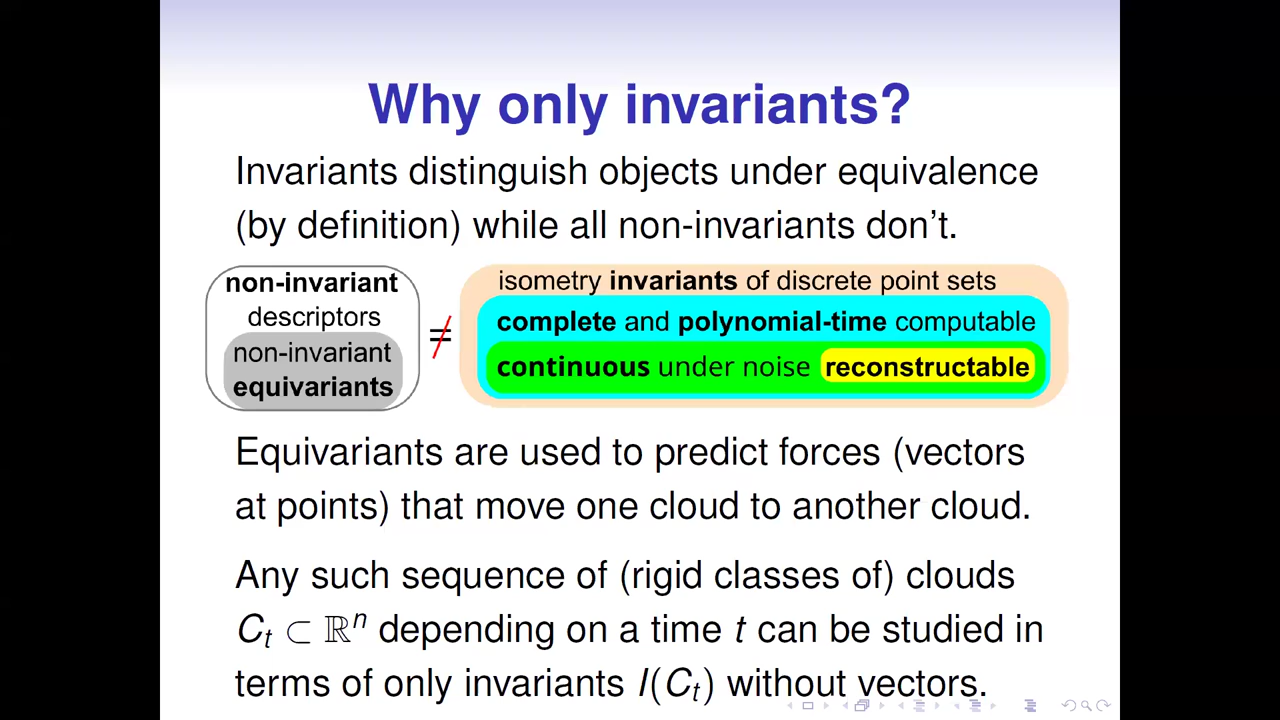 Why only invariants?
Invariants distinguish objects under equivalence
(by definition) while all non-invariants don't.
non-invariant
descriptors
non-invariant
equivariants
≠
isometry invariants of discrete point sets
complete and polynomial-time computable
continuous under noise reconstructable
Equivariants are used to predict forces (vectors
at points) that move one cloud to another cloud.
Any such sequence of (rigid classes of) clouds
Cₜ ⊂ ℝⁿ depending on a time t can be studied in
terms of only invariants I(Cₜ) without vectors.